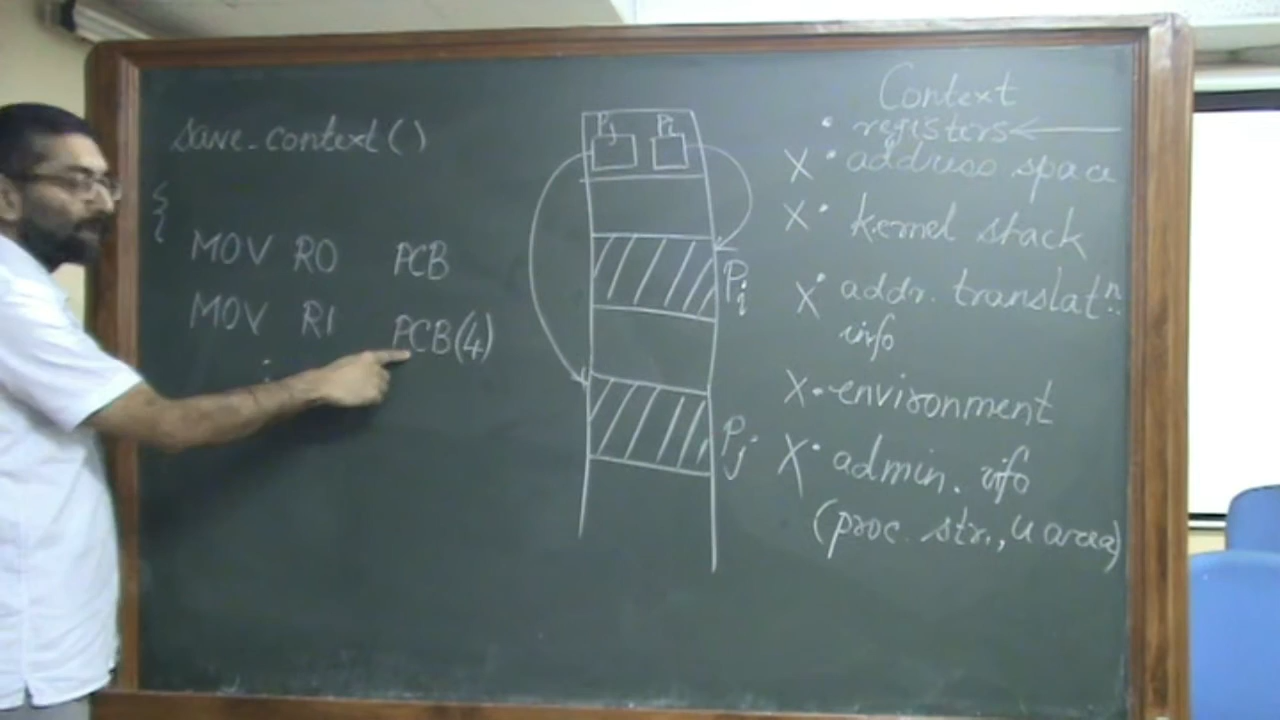 save_context()
{
MOV R0 PCB
MOV R1 PCB(4)
:
Pj Pi
Pi
Pj
Context
• registers ←
X • address space
X • kernel stack
X • addr. translatn..
info
X • environment
X • admin. info
(proc. str., u area)